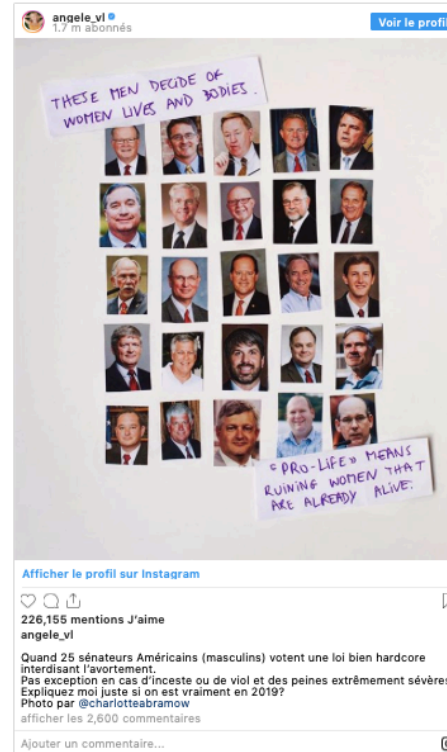 angele_vl
1.7 m abonnés
Voir le profil
THESE MEN DECIDE OF
WOMEN LIVES AND BODIES.
"PRO-LIFE" MEANS
RUINING WOMEN THAT
ARE ALREADY ALIVE.
Afficher le profil sur Instagram
226,155 mentions J’aime
angele_vl
Quand 25 sénateurs Américains (masculins) votent une loi bien hardcore
interdisant l’avortement.
Pas exception en cas d’inceste ou de viol et des peines extrêmement sévères.
Expliquez moi juste si on est vraiment en 2019?
Photo par @charlotteabramow
afficher les 2,600 commentaires
Ajouter un commentaire...